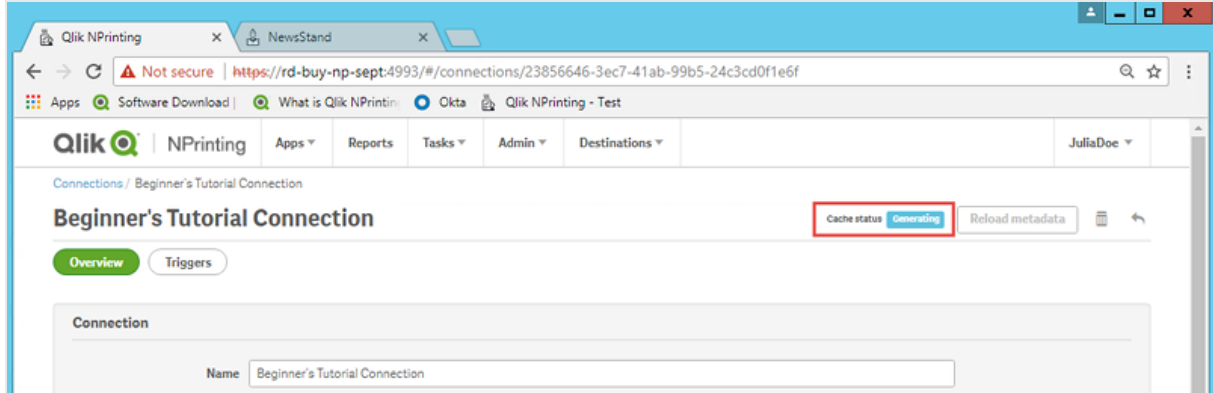 Qlik NPrinting
NewsStand
Not secure | https://rd-buy-np-sept:4993/#/connections/23856646-3ec7-41ab-99b5-24c3cd0f1e6f
Apps Software Download | What is Qlik NPrinting Okta Qlik NPrinting - Test
Qlik NPrinting Apps Reports Tasks Admin Destinations JuliaDoe
Connections / Beginner's Tutorial Connection
Beginner's Tutorial Connection Cache status Generating Reload metadata
Overview Triggers
Connection
Name Beginner's Tutorial Connection